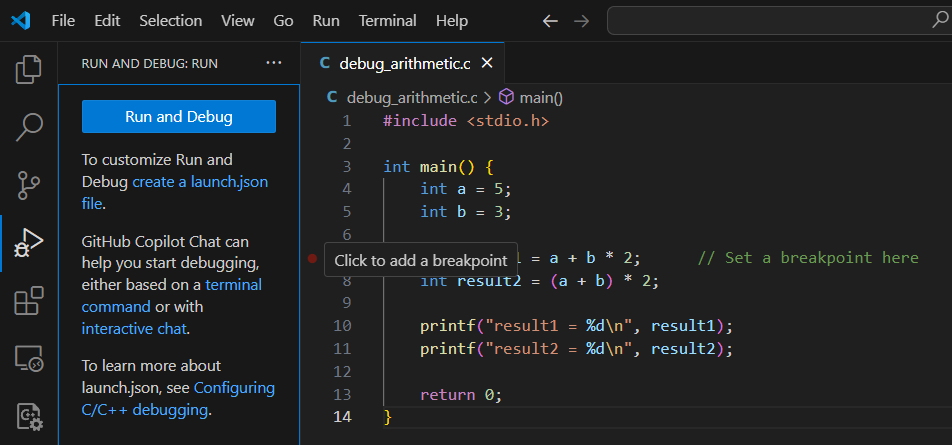 File Edit Selection View Go Run Terminal Help
RUN AND DEBUG: RUN ...
Run and Debug
To customize Run and
Debug create a launch.json
file.
GitHub Copilot Chat can
help you start debugging,
either based on a terminal
command or with
interactive chat.
To learn more about
launch.json, see Configuring
C/C++ debugging.
C debug_arithmetic.c
C debug_arithmetic.c > main()
1 #include <stdio.h>
2
3 int main() {
4 int a = 5;
5 int b = 3;
6
Click to add a breakpoint = a + b * 2; // Set a breakpoint here
8 int result2 = (a + b) * 2;
9
10 printf("result1 = %d\n", result1);
11 printf("result2 = %d\n", result2);
12
13 return 0;
14 }